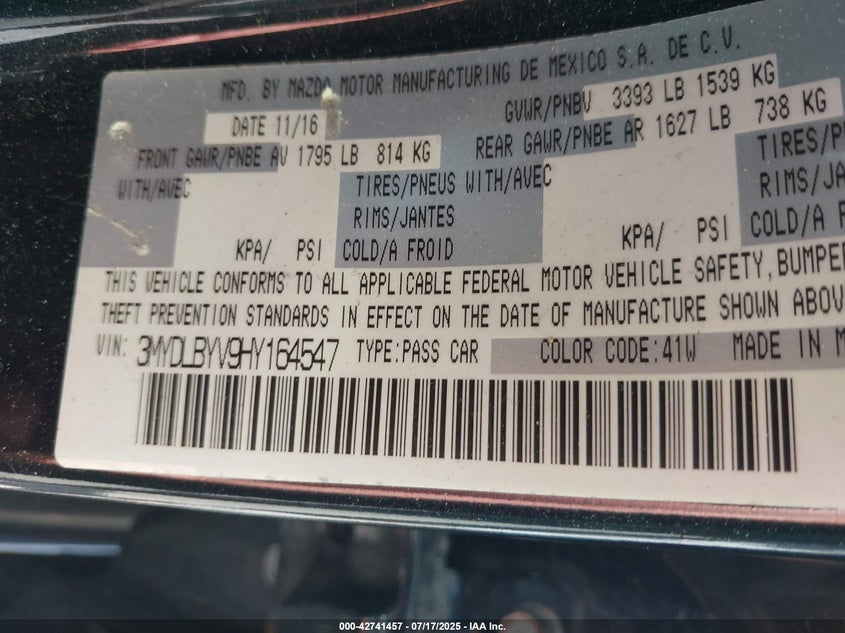 MFD. BY MAZDA MOTOR MANUFACTURING DE MEXICO S.A. DE C.V.
DATE 11/16 GVWR/PNBV 3393 LB 1539 KG
FRONT GAWR/PNBE AV 1795 LB 814 KG REAR GAWR/PNBE AR 1627 LB 738 KG
WITH/AVEC TIRES/PNEUS WITH/AVEC TIRES/P
RIMS/JANTES RIMS/JA
KPA/ PSI COLD/A FROID KPA/ PSI COLD/A F
THIS VEHICLE CONFORMS TO ALL APPLICABLE FEDERAL MOTOR VEHICLE SAFETY, BUMPE
THEFT PREVENTION STANDARDS IN EFFECT ON THE DATE OF MANUFACTURE SHOWN ABOV
VIN: 3MYDLBYV9HY164547 TYPE:PASS CAR COLOR CODE:41W MADE IN M
000-42741457 - 07/17/2025 - IAA Inc.